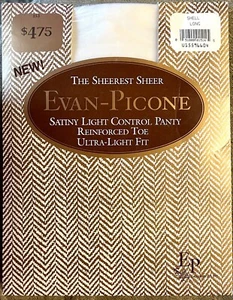 $4.75
SHELL
LONG
NEW!
THE SHEEREST SHEER
EVAN-PICONE
SATINY LIGHT CONTROL PANTY
REINFORCED TOE
ULTRA-LIGHT FIT
EP